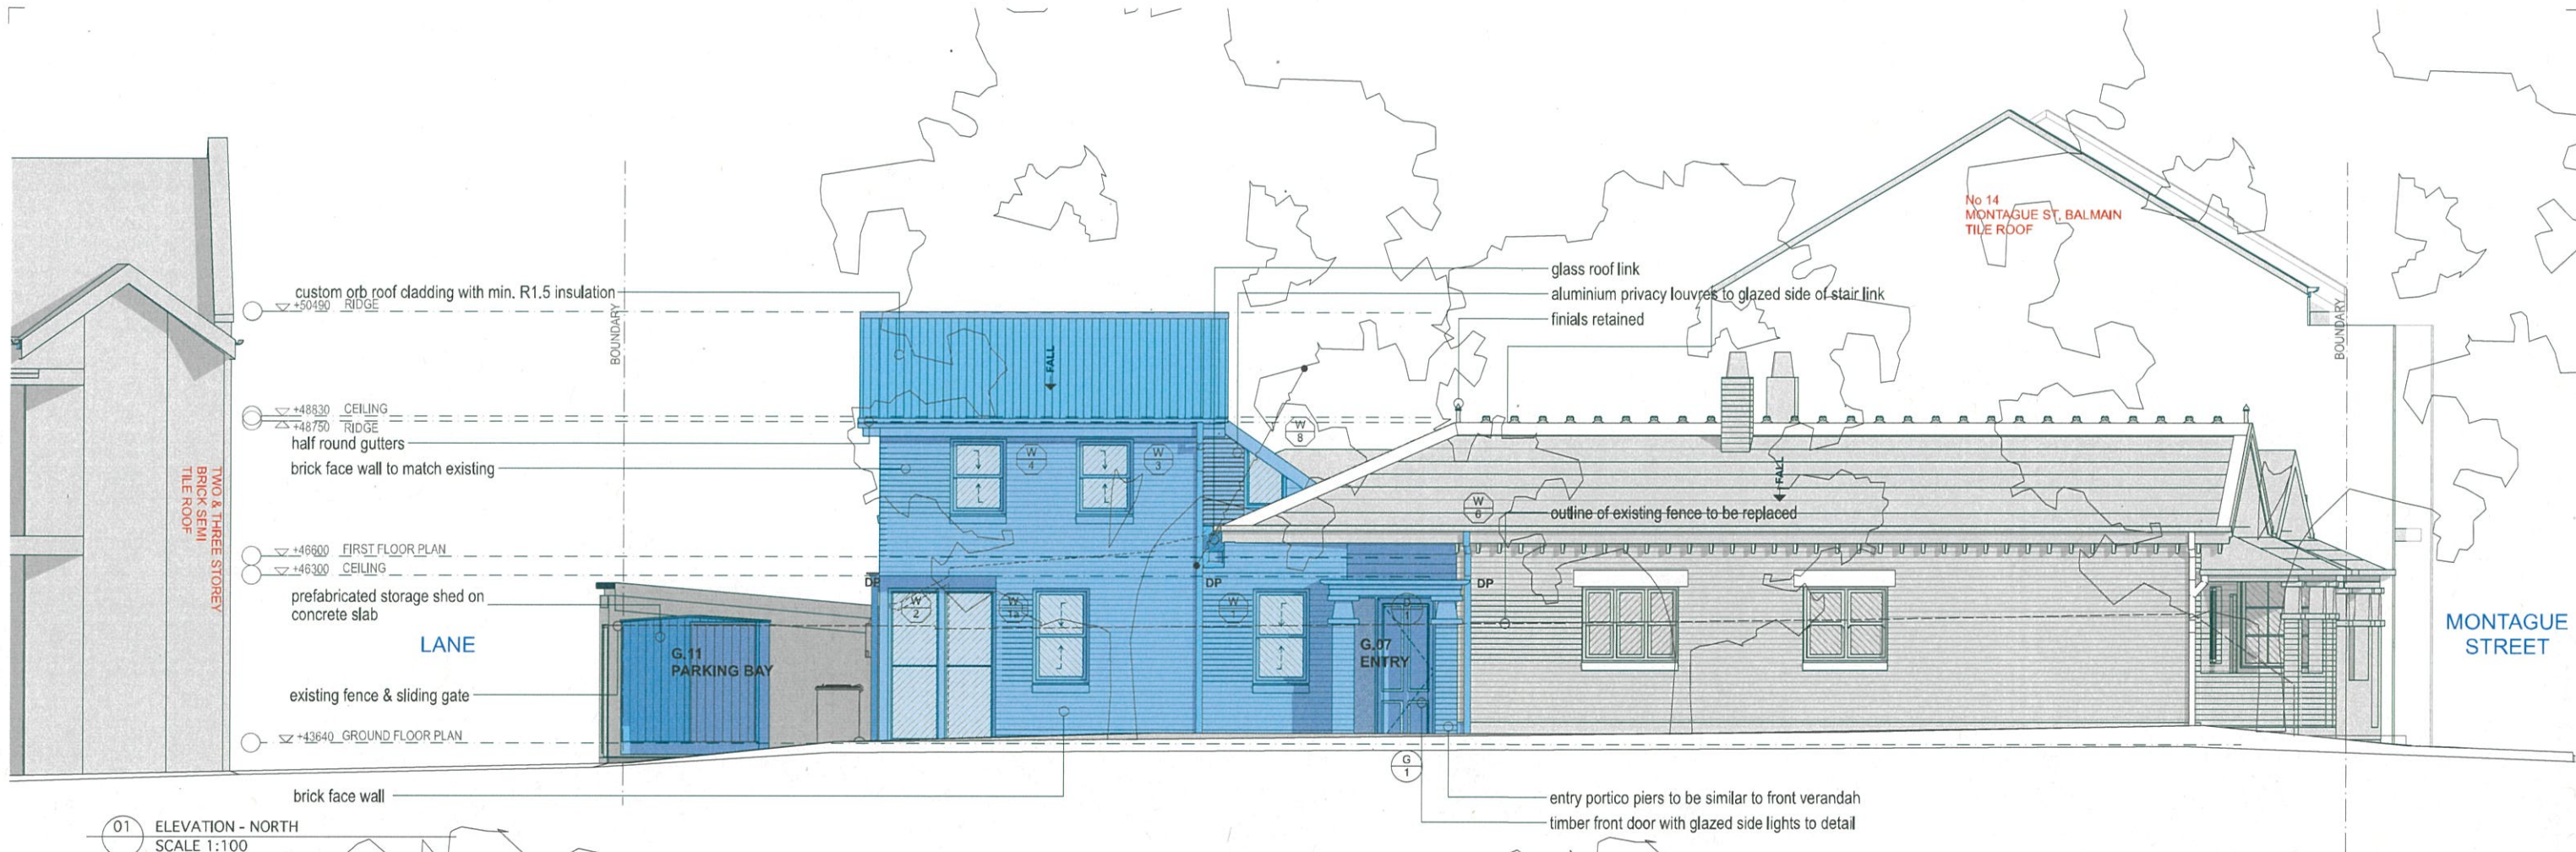 No 14
MONTAGUE ST, BALMAIN
TILE ROOF
glass roof link
custom orb roof cladding with min. R1.5 insulation
aluminium privacy louvres to glazed side of stair link
+50490 RIDGE
finials retained
BOUNDARY
BOUNDARY
FALL
+48830 CEILING
+48750 RIDGE
half round gutters
W
8
brick face wall to match existing
W
4
W
3
FALL
TWO & THREE STOREY
BRICK SEMI
TILE ROOF
W
6
outline of existing fence to be replaced
+46600 FIRST FLOOR PLAN
+46300 CEILING
DP
DP
DP
prefabricated storage shed on
concrete slab
W
2
W
1a
W
1
D
1
LANE
G.11
PARKING BAY
G.07
ENTRY
MONTAGUE
STREET
existing fence & sliding gate
+43640 GROUND FLOOR PLAN
G
1
brick face wall
entry portico piers to be similar to front verandah
timber front door with glazed side lights to detail
01
ELEVATION - NORTH
SCALE 1:100